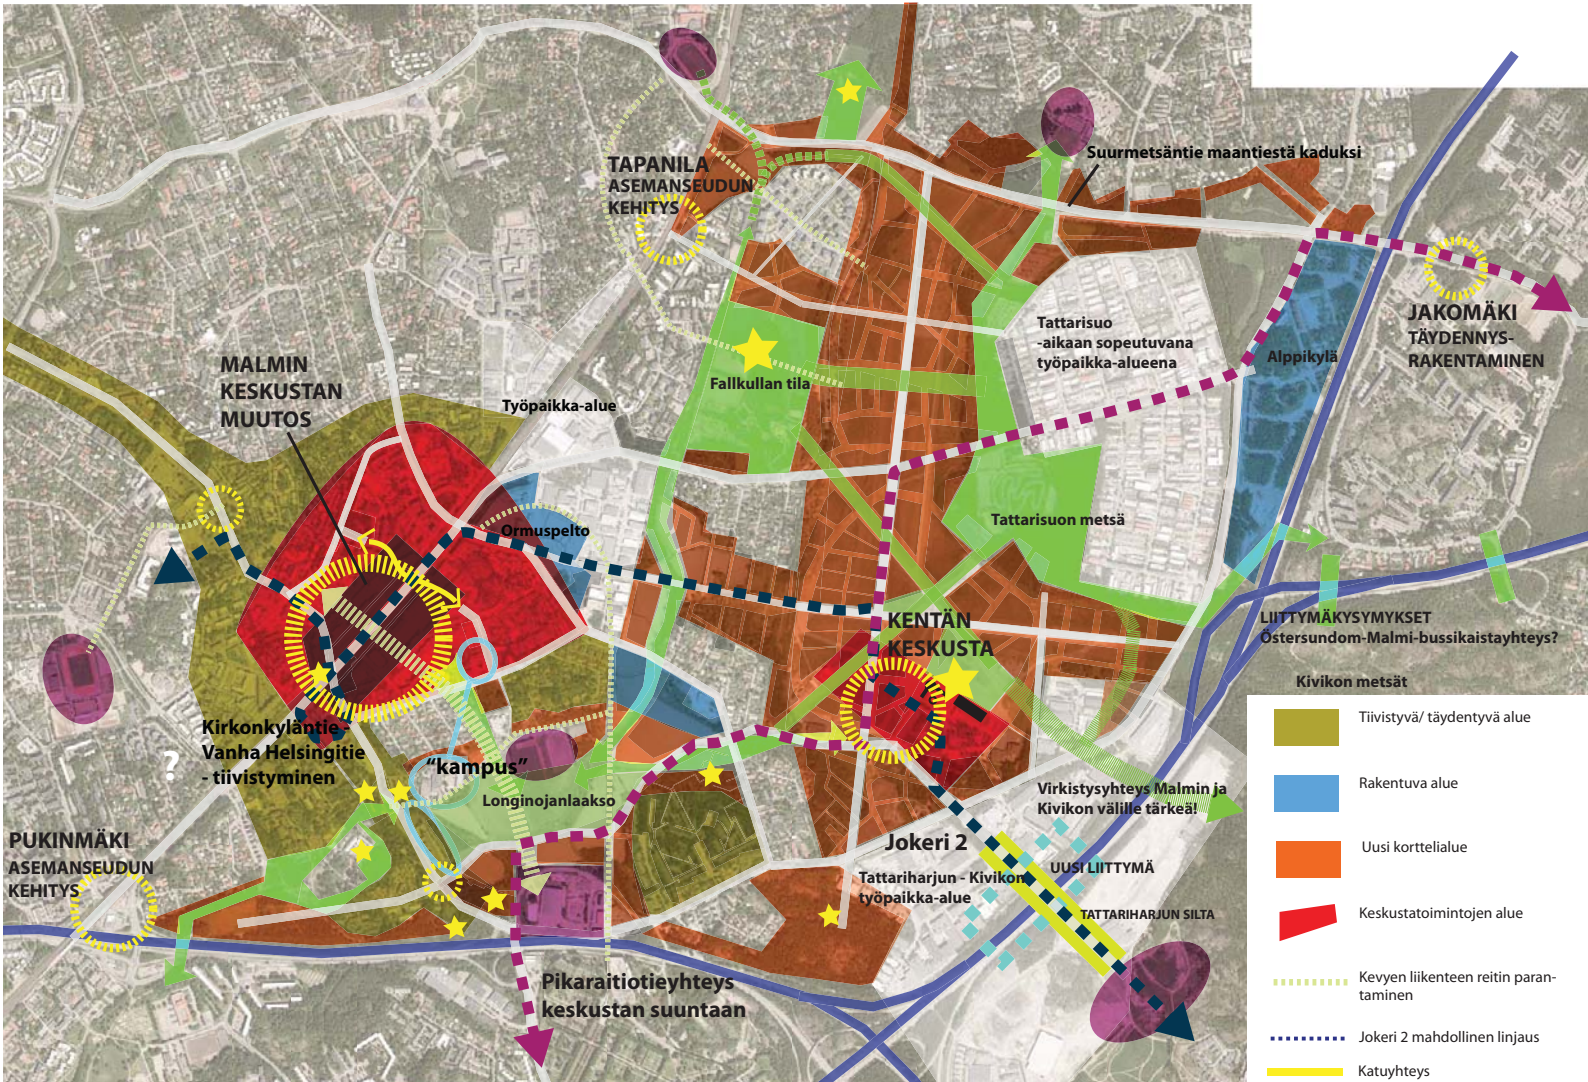 TAPANILA
ASEMANSEUDUN
KEHITYS
Suurmetsäntie maantiestä kaduksi
MALMIN
KESKUSTAN
MUUTOS
Työpaikka-alue
Fallkullan tila
Tattarisuo
-aikaan sopeutuvana
työpaikka-alueena
Alppikylä
JAKOMÄKI
TÄYDENNYS-
RAKENTAMINEN
Ormuspelto
Tattarisuon metsä
KENTÄN
KESKUSTA
LIITTYMÄKYSYMYKSET
Östersundom-Malmi-bussikaistayhteys?
Kivikon metsät
Kirkonkyläntie -
Vanha Helsingitie
- tiivistyminen
?
"kampus"
Longinojanlaakso
Virkistysyhteys Malmin ja
Kivikon välille tärkeä!
PUKINMÄKI
ASEMANSEUDUN
KEHITYS
Jokeri 2
Tattariharjun - Kivikon
työpaikka-alue
UUSI LIITTYMÄ
TATTARIHARJUN SILTA
Pikaraitiotieyhteys
keskustan suuntaan
Tiivistyvä/ täydentyvä alue
Rakentuva alue
Uusi korttelialue
Keskustatoimintojen alue
Kevyen liikenteen reitin paran-
taminen
Jokeri 2 mahdollinen linjaus
Katuyhteys